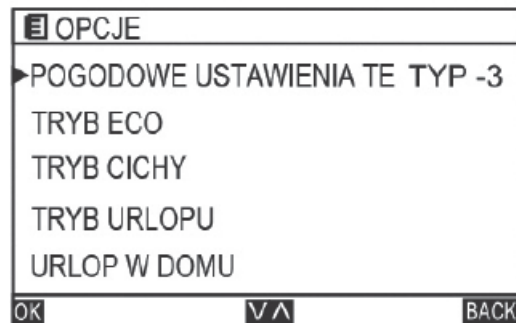 OPCJE
POGODOWE USTAWIENIA TE TYP -3
TRYB ECO
TRYB CICHY
TRYB URLOPU
URLOP W DOMU
OK BACK